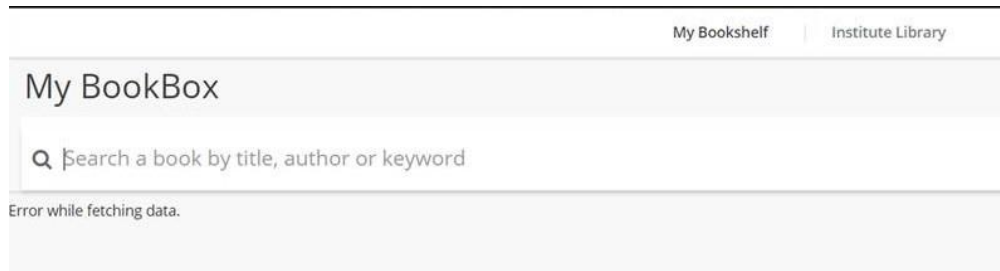 My Bookshelf Institute Library
My BookBox
Search a book by title, author or keyword
Error while fetching data.